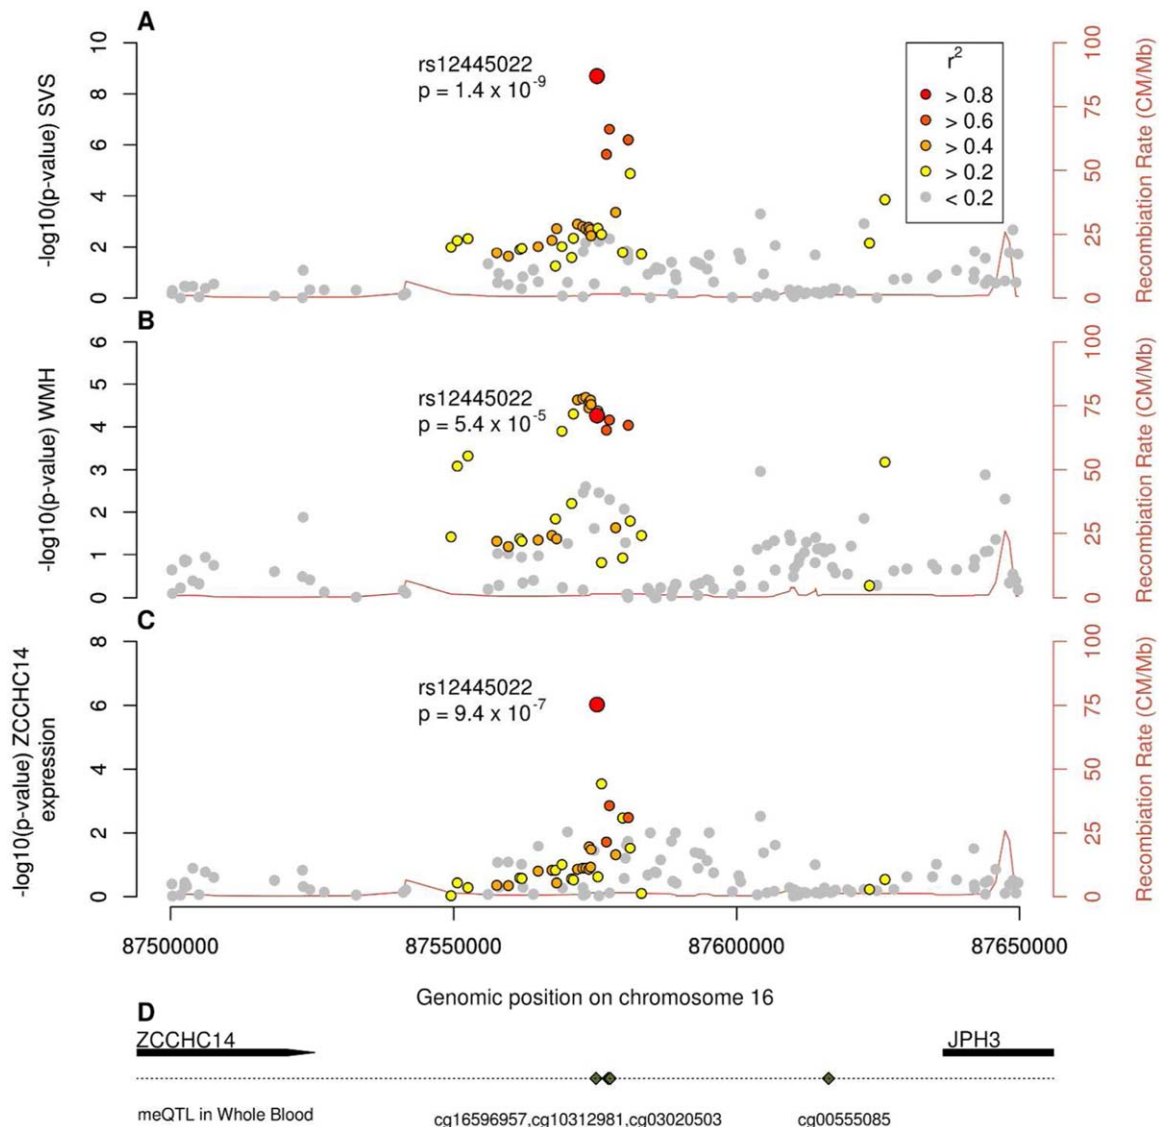 A
-log10(p-value) SVS
10
8
6
4
2
0
rs12445022
p = 1.4 x 10-9
r2
> 0.8
> 0.6
> 0.4
> 0.2
< 0.2
100
75
50
25
0
Recombiation Rate (CM/Mb)
B
-log10(p-value) WMH
6
5
4
3
2
1
0
rs12445022
p = 5.4 x 10-5
100
75
50
25
0
Recombiation Rate (CM/Mb)
C
-log10(p-value) ZCCHC14
expression
8
6
4
2
0
rs12445022
p = 9.4 x 10-7
100
75
50
25
0
Recombiation Rate (CM/Mb)
87500000 87550000 87600000 87650000
Genomic position on chromosome 16
D
ZCCHC14 JPH3
meQTL in Whole Blood cg16596957,cg10312981,cg03020503 cg00555085